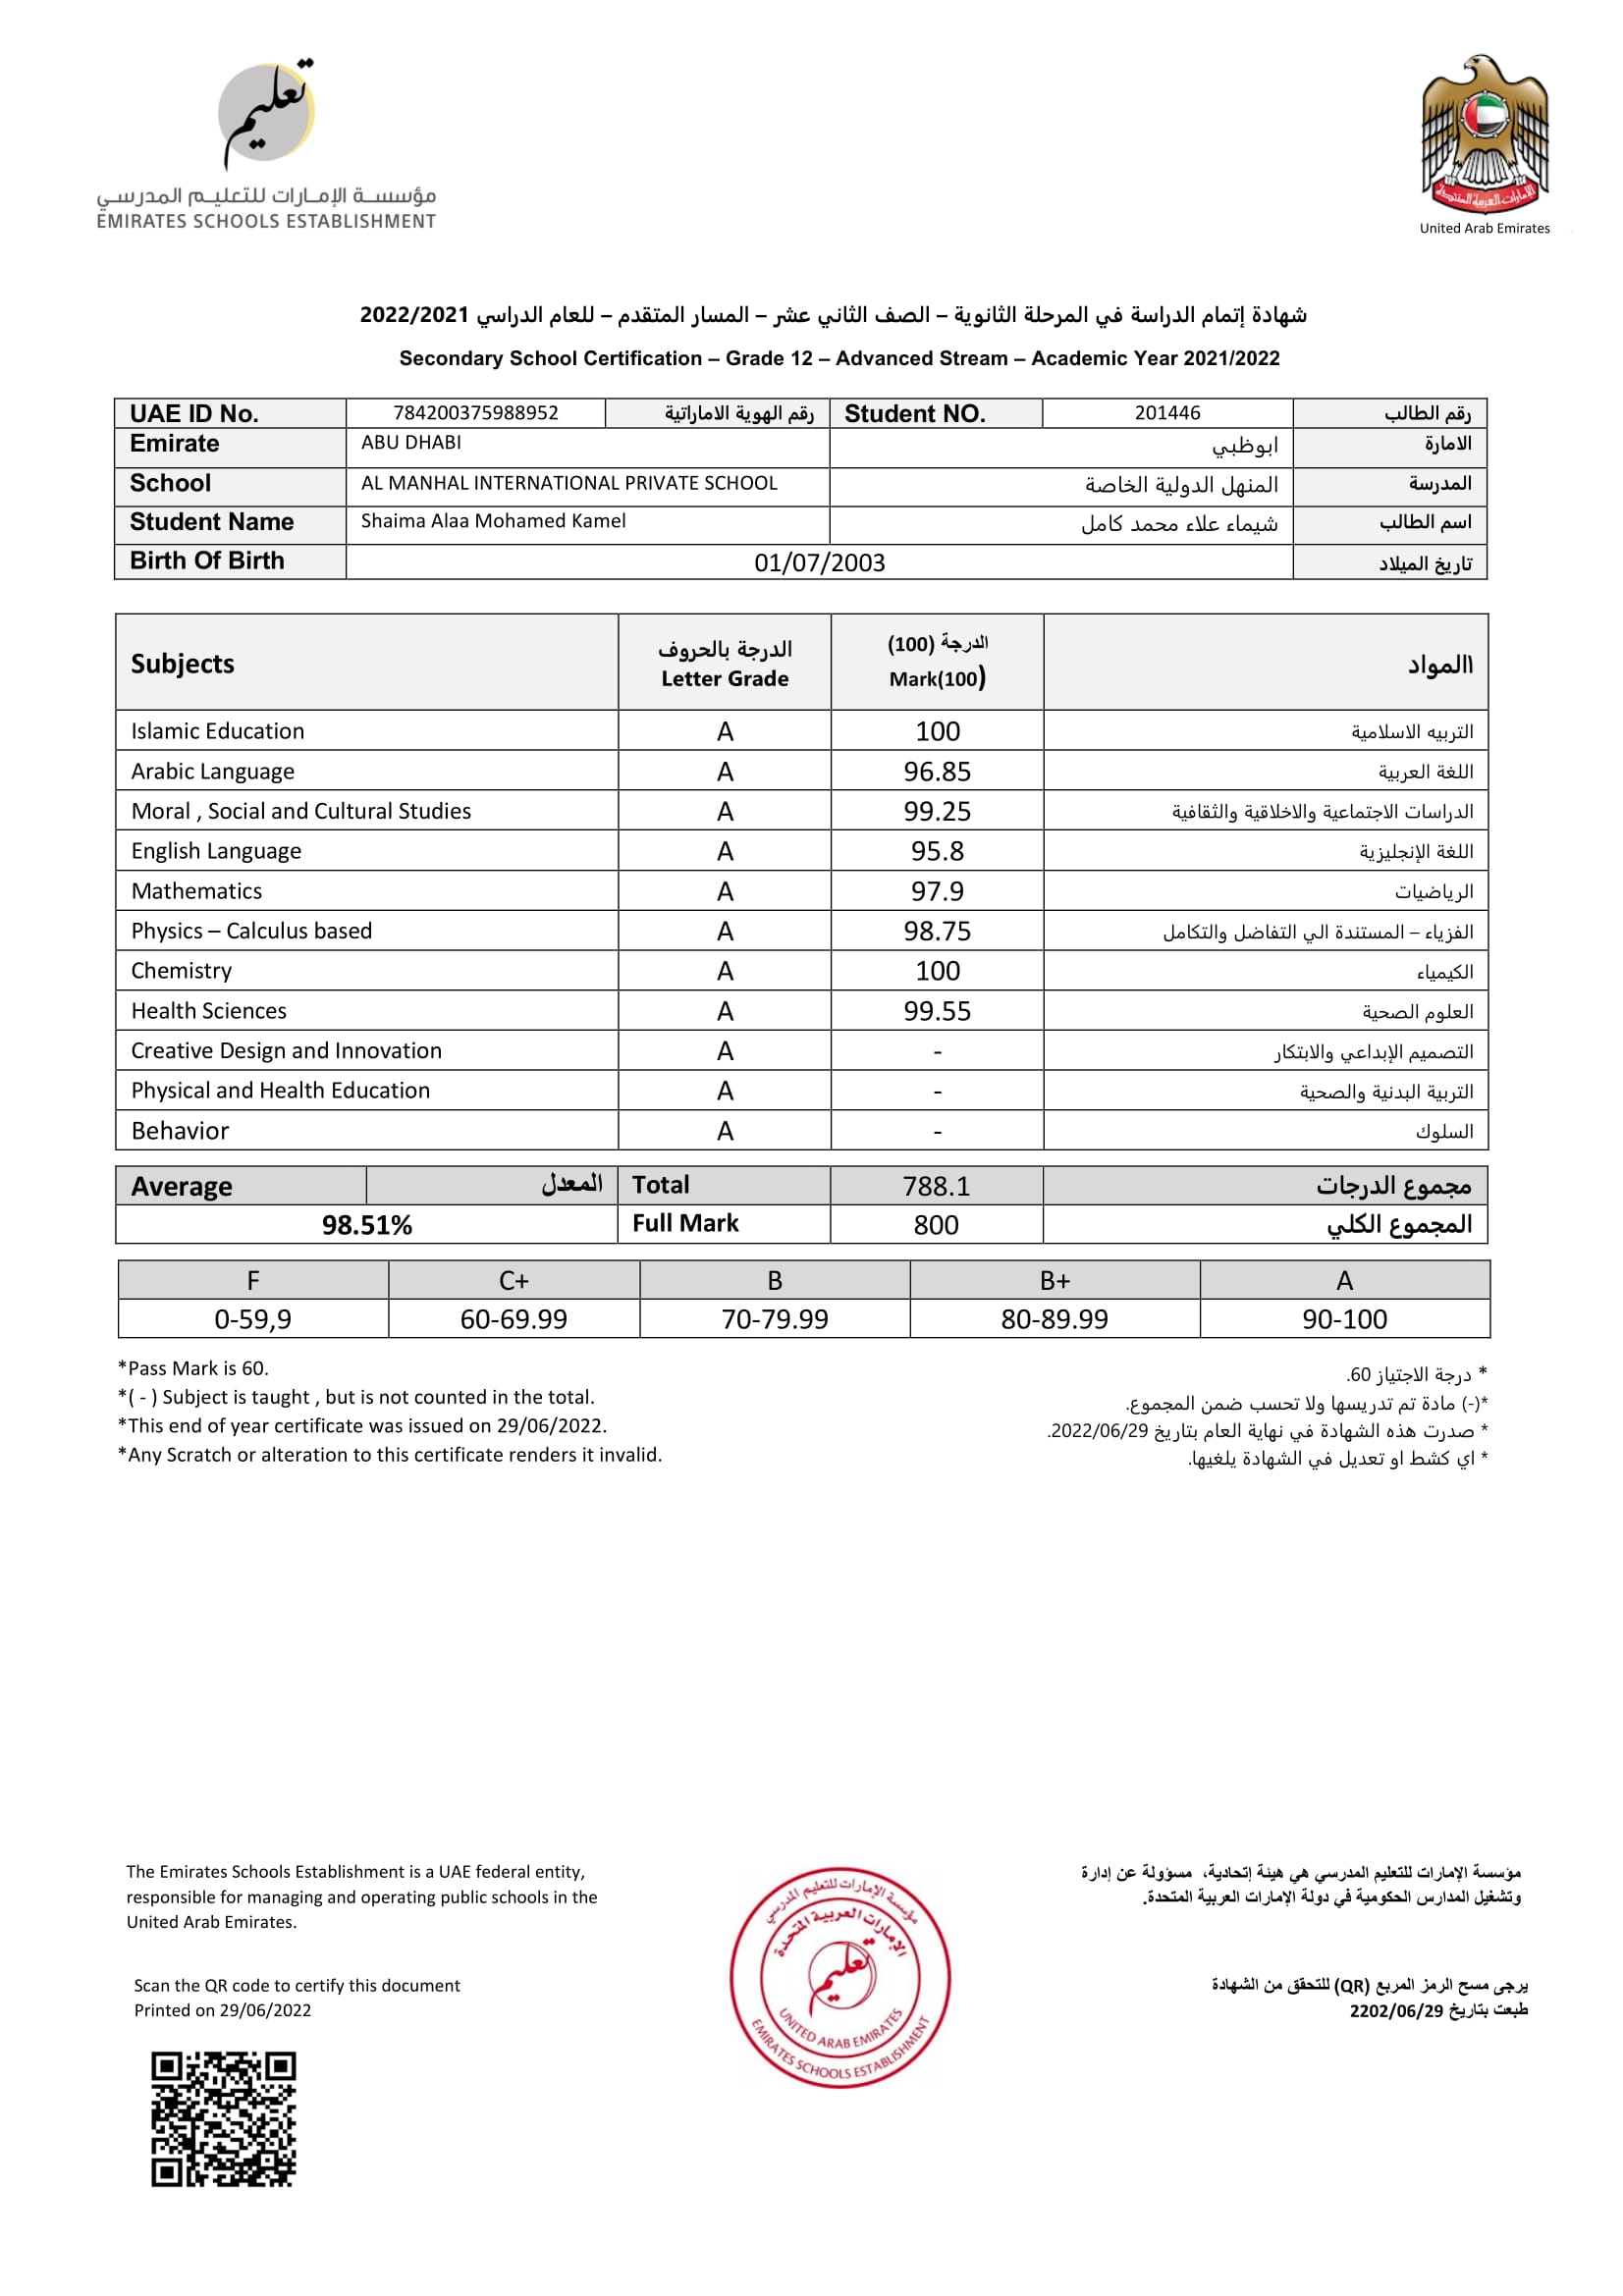 تعليم
مؤسسة الإمارات للتعليم المدرسي
EMIRATES SCHOOLS ESTABLISHMENT
الإمارات العربية المتحدة
United Arab Emirates
شهادة إتمام الدراسة في المرحلة الثانوية – الصف الثاني عشر – المسار المتقدم – للعام الدراسي 2022/2021
Secondary School Certification – Grade 12 – Advanced Stream – Academic Year 2021/2022
UAE ID No. 784200375988952 رقم الهوية الاماراتية Student NO. 201446 رقم الطالب
Emirate ABU DHABI ابوظبي الامارة
School AL MANHAL INTERNATIONAL PRIVATE SCHOOL المنهل الدولية الخاصة المدرسة
Student Name Shaima Alaa Mohamed Kamel شيماء علاء محمد كامل اسم الطالب
Birth Of Birth 01/07/2003 تاريخ الميلاد
Subjects الدرجة بالحروف الدرجة (100) االمواد
Letter Grade Mark(100)
Islamic Education A 100 التربيه الاسلامية
Arabic Language A 96.85 اللغة العربية
Moral , Social and Cultural Studies A 99.25 الدراسات الاجتماعية والاخلاقية والثقافية
English Language A 95.8 اللغة الإنجليزية
Mathematics A 97.9 الرياضيات
Physics – Calculus based A 98.75 الفزياء – المستندة الي التفاضل والتكامل
Chemistry A 100 الكيمياء
Health Sciences A 99.55 العلوم الصحية
Creative Design and Innovation A - التصميم الإبداعي والابتكار
Physical and Health Education A - التربية البدنية والصحية
Behavior A - السلوك
Average المعدل Total 788.1 مجموع الدرجات
98.51% Full Mark 800 المجموع الكلي
F C+ B B+ A
0-59,9 60-69.99 70-79.99 80-89.99 90-100
*Pass Mark is 60.
*( - ) Subject is taught , but is not counted in the total.
*This end of year certificate was issued on 29/06/2022.
*Any Scratch or alteration to this certificate renders it invalid.
* درجة الاجتياز 60.
*(-) مادة تم تدريسها ولا تحسب ضمن المجموع.
* صدرت هذه الشهادة في نهاية العام بتاريخ 2022/06/29.
* اي كشط او تعديل في الشهادة يلغيها.
The Emirates Schools Establishment is a UAE federal entity,
responsible for managing and operating public schools in the
United Arab Emirates.
مؤسسة الإمارات للتعليم المدرسي هي هيئة إتحادية، مسؤولة عن إدارة
وتشغيل المدارس الحكومية في دولة الإمارات العربية المتحدة.
Scan the QR code to certify this document
Printed on 29/06/2022
مؤسسة الإمارات للتعليم المدرسي
الإمارات العربية المتحدة
تعليم
UNITED ARAB EMIRATES
EMIRATES SCHOOLS ESTABLISHMENT
يرجى مسح الرمز المربع (QR) للتحقق من الشهادة
طبعت بتاريخ 2202/06/29